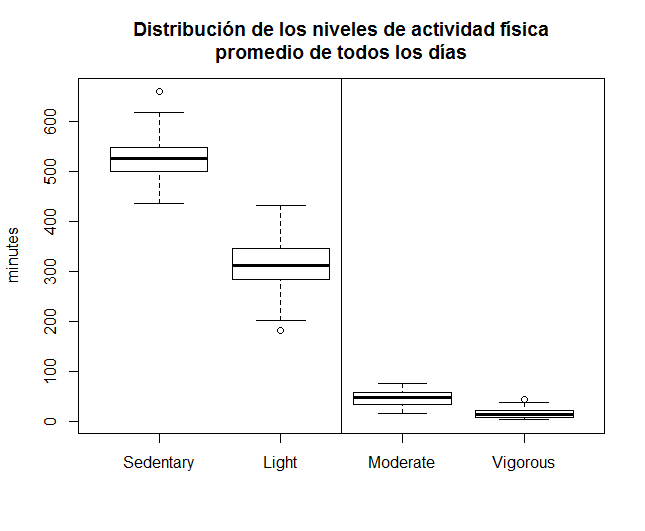 Distribución de los niveles de actividad física
promedio de todos los días
minutes
600
500
400
300
200
100
0
Sedentary Light Moderate Vigorous